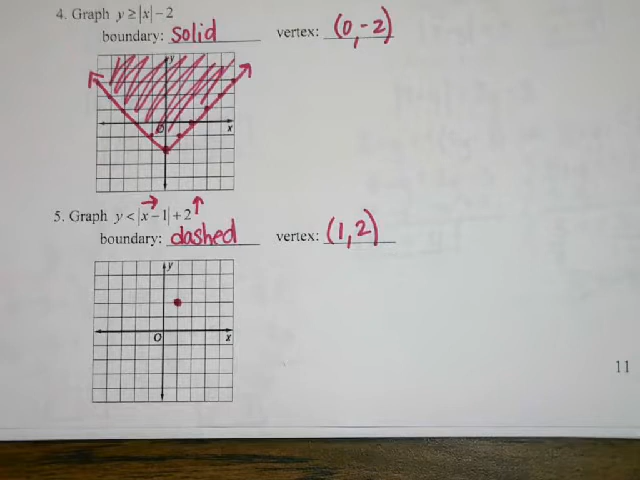 4. Graph y ≥ |x| − 2
boundary: solid vertex: (0, -2)
y
O
x
5. Graph y < |x − 1| + 2
boundary: dashed vertex: (1, 2)
y
O
x
11